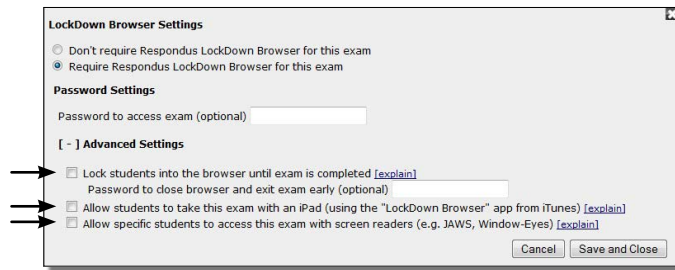 LockDown Browser Settings
Don't require Respondus LockDown Browser for this exam
Require Respondus LockDown Browser for this exam
Password Settings
Password to access exam (optional)
[ - ] Advanced Settings
Lock students into the browser until exam is completed [explain]
Password to close browser and exit exam early (optional)
Allow students to take this exam with an iPad (using the "LockDown Browser" app from iTunes) [explain]
Allow specific students to access this exam with screen readers (e.g. JAWS, Window-Eyes) [explain]
Cancel Save and Close